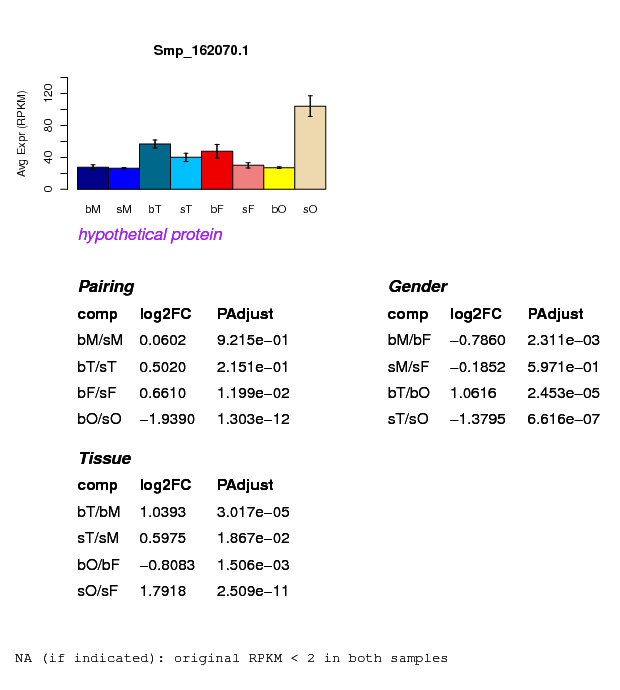 Smp_162070.1
Avg Expr (RPKM)
0 40 80 120
bM sM bT sT bF sF bO sO
hypothetical protein
Pairing
comp log2FC PAdjust
bM/sM 0.0602 9.215e−01
bT/sT 0.5020 2.151e−01
bF/sF 0.6610 1.199e−02
bO/sO −1.9390 1.303e−12
Gender
comp log2FC PAdjust
bM/bF −0.7860 2.311e−03
sM/sF −0.1852 5.971e−01
bT/bO 1.0616 2.453e−05
sT/sO −1.3795 6.616e−07
Tissue
comp log2FC PAdjust
bT/bM 1.0393 3.017e−05
sT/sM 0.5975 1.867e−02
bO/bF −0.8083 1.506e−03
sO/sF 1.7918 2.509e−11
NA (if indicated): original RPKM < 2 in both samples